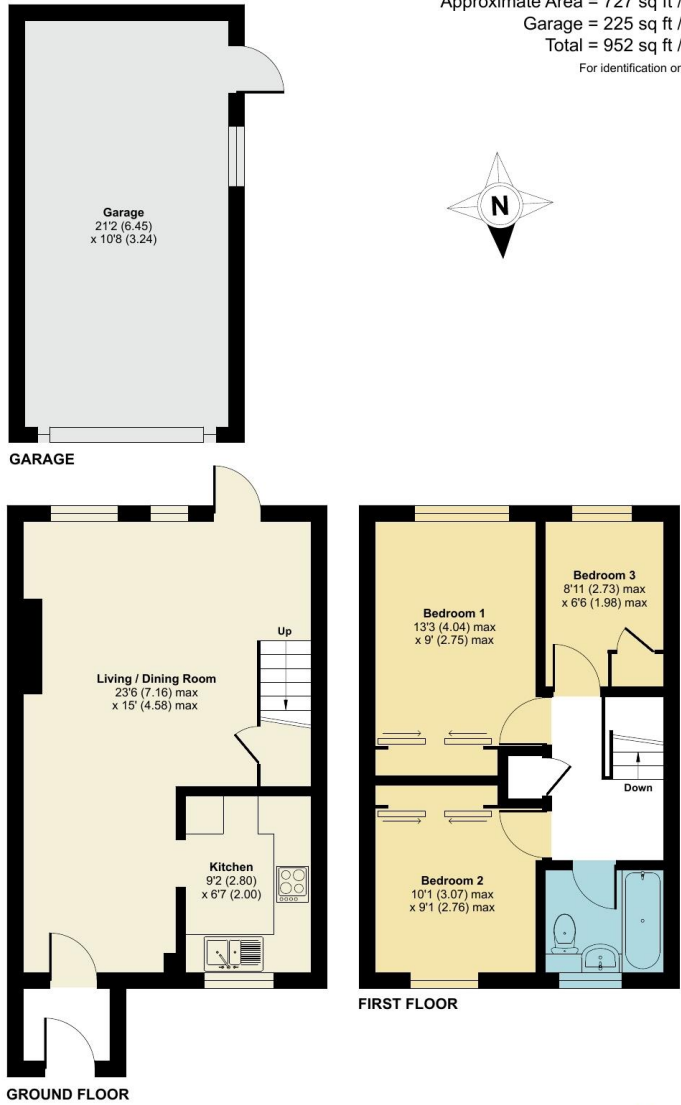 Approximate Area = 727 sq ft /
Garage = 225 sq ft /
Total = 952 sq ft /
For identification
N
Garage
21'2 (6.45)
x 10'8 (3.24)
GARAGE
Living / Dining Room
23'6 (7.16) max
x 15' (4.58) max
Up
Kitchen
9'2 (2.80)
x 6'7 (2.00)
GROUND FLOOR
Bedroom 1
13'3 (4.04) max
x 9' (2.75) max
Bedroom 3
8'11 (2.73) max
x 6'6 (1.98) max
Down
Bedroom 2
10'1 (3.07) max
x 9'1 (2.76) max
FIRST FLOOR